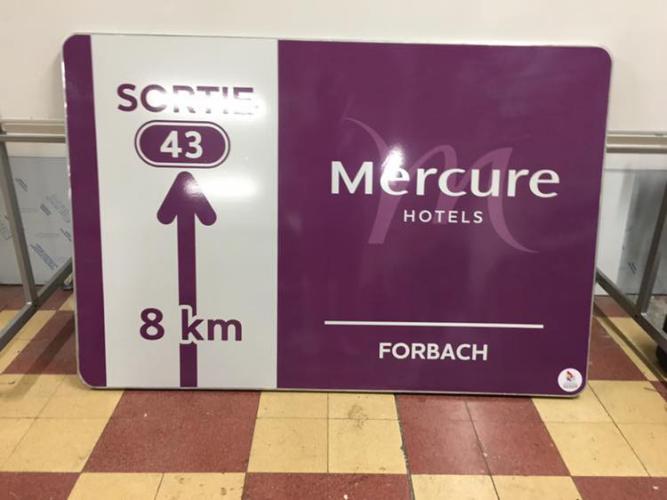 SORTIE
43
8 km
Mercure
HOTELS
FORBACH